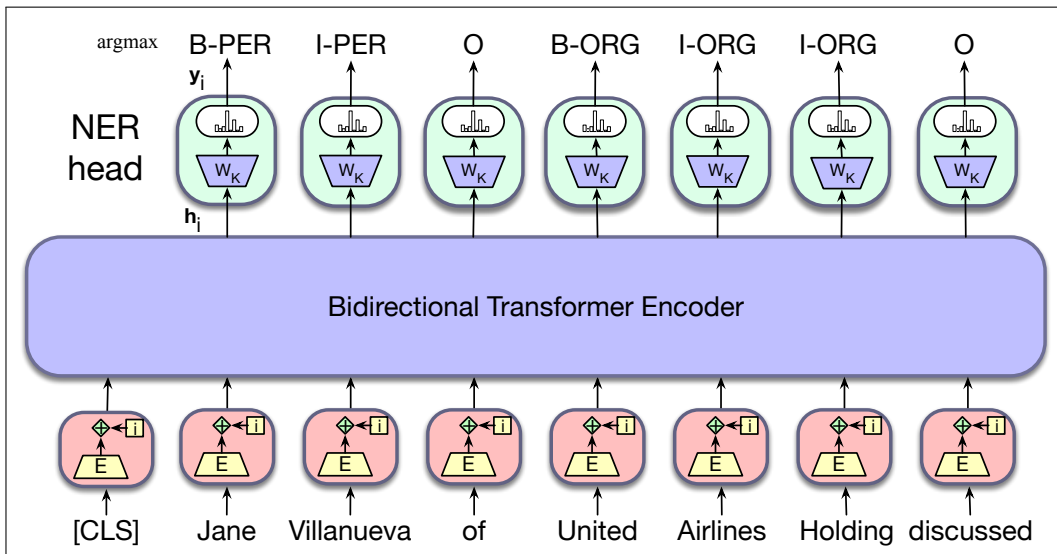 argmax B-PER I-PER O B-ORG I-ORG I-ORG O
yi
NER head
WK WK WK WK WK WK WK
hi
Bidirectional Transformer Encoder
+ i + i + i + i + i + i + i + i
E E E E E E E E
[CLS] Jane Villanueva of United Airlines Holding discussed